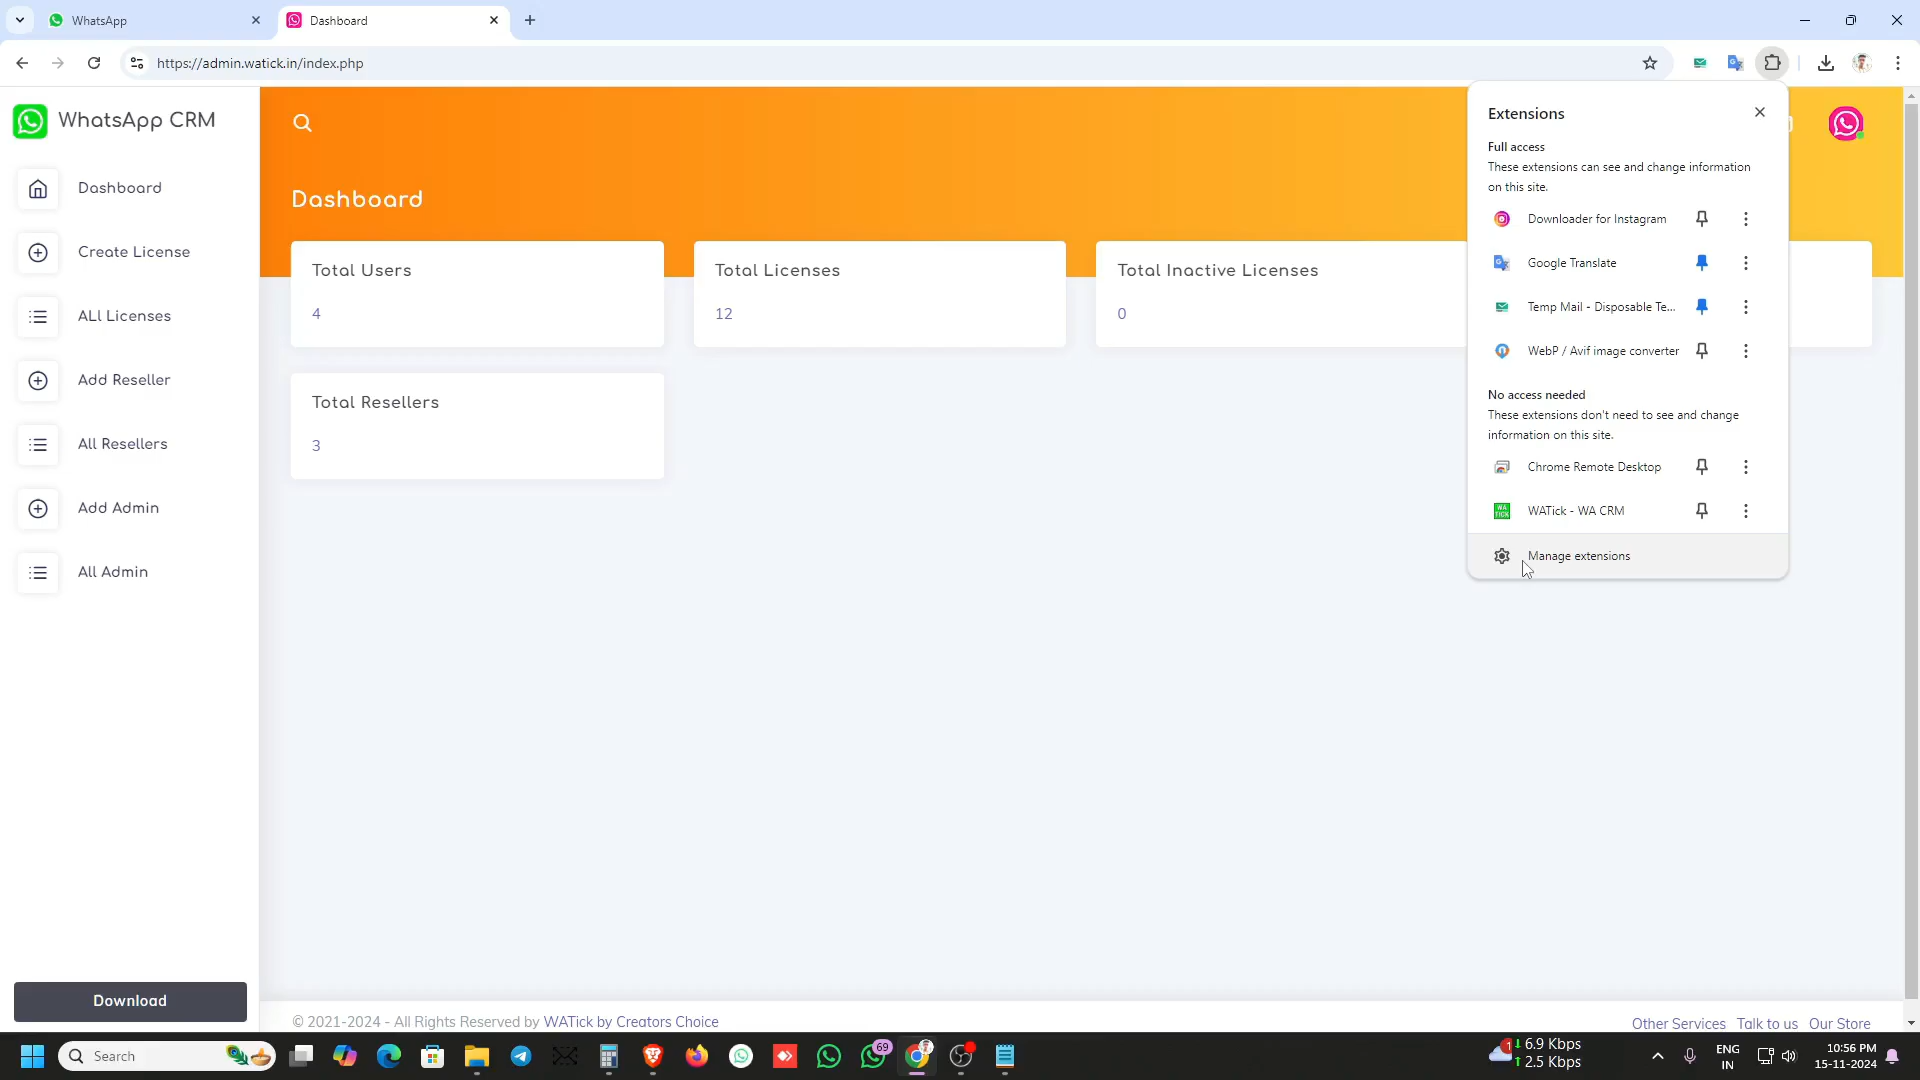 WhatsApp
Dashboard
https://admin.watick.in/index.php
WhatsApp CRM
Dashboard
Create License
ALl Licenses
Add Reseller
All Resellers
Add Admin
All Admin
Download
Dashboard
Total Users
4
Total Licenses
12
Total Inactive Licenses
0
Total Resellers
3
Extensions
Full access
These extensions can see and change information
on this site.
Downloader for Instagram
Google Translate
Temp Mail - Disposable Te...
WebP / Avif image converter
No access needed
These extensions don't need to see and change
information on this site.
Chrome Remote Desktop
WA TICK
WATick - WA CRM
Manage extensions
© 2021-2024 - All Rights Reserved by WATick by Creators Choice
Other Services Talk to us Our Store
Search
69
1
6.9 Kbps
2.5 Kbps
ENG
IN
10:56 PM
15-11-2024